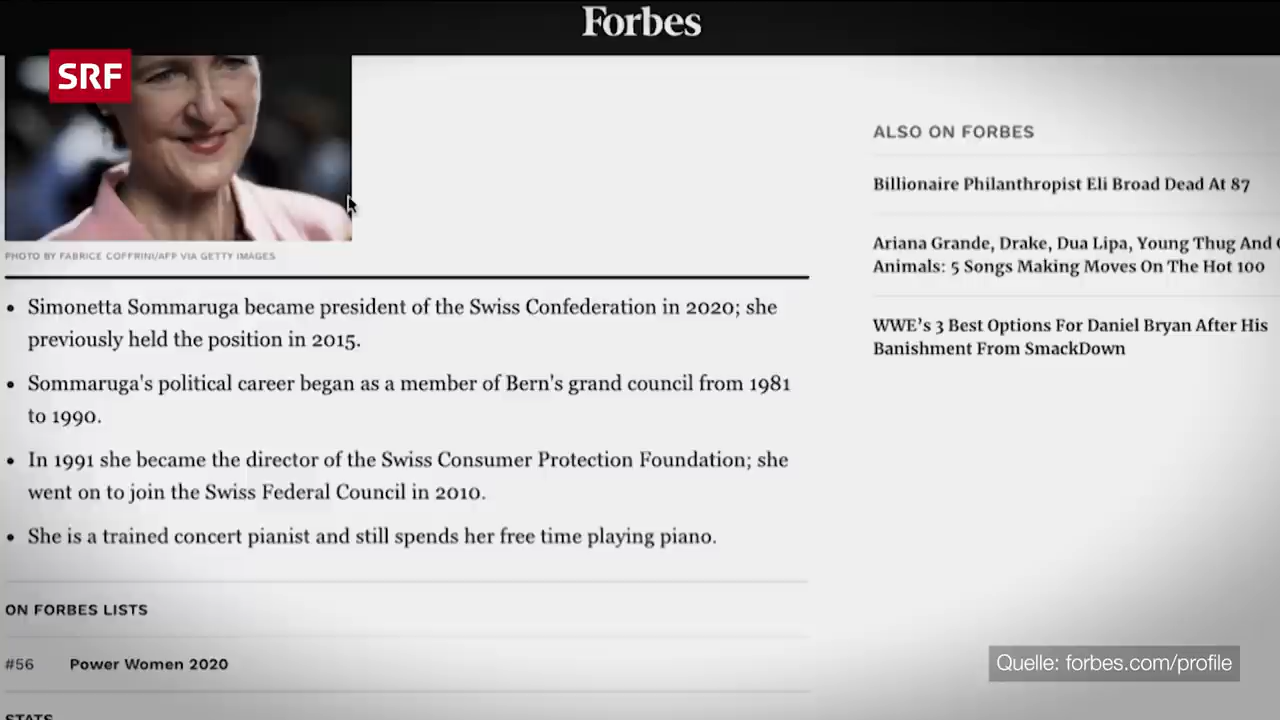 Forbes
SRF
PHOTO BY FABRICE COFFRINI/AFP VIA GETTY IMAGES
• Simonetta Sommaruga became president of the Swiss Confederation in 2020; she
previously held the position in 2015.
• Sommaruga's political career began as a member of Bern's grand council from 1981
to 1990.
• In 1991 she became the director of the Swiss Consumer Protection Foundation; she
went on to join the Swiss Federal Council in 2010.
• She is a trained concert pianist and still spends her free time playing piano.
ON FORBES LISTS
#56 Power Women 2020
STATS
ALSO ON FORBES
Billionaire Philanthropist Eli Broad Dead At 87
Ariana Grande, Drake, Dua Lipa, Young Thug And
Animals: 5 Songs Making Moves On The Hot 100
WWE's 3 Best Options For Daniel Bryan After His
Banishment From SmackDown
Quelle: forbes.com/profile